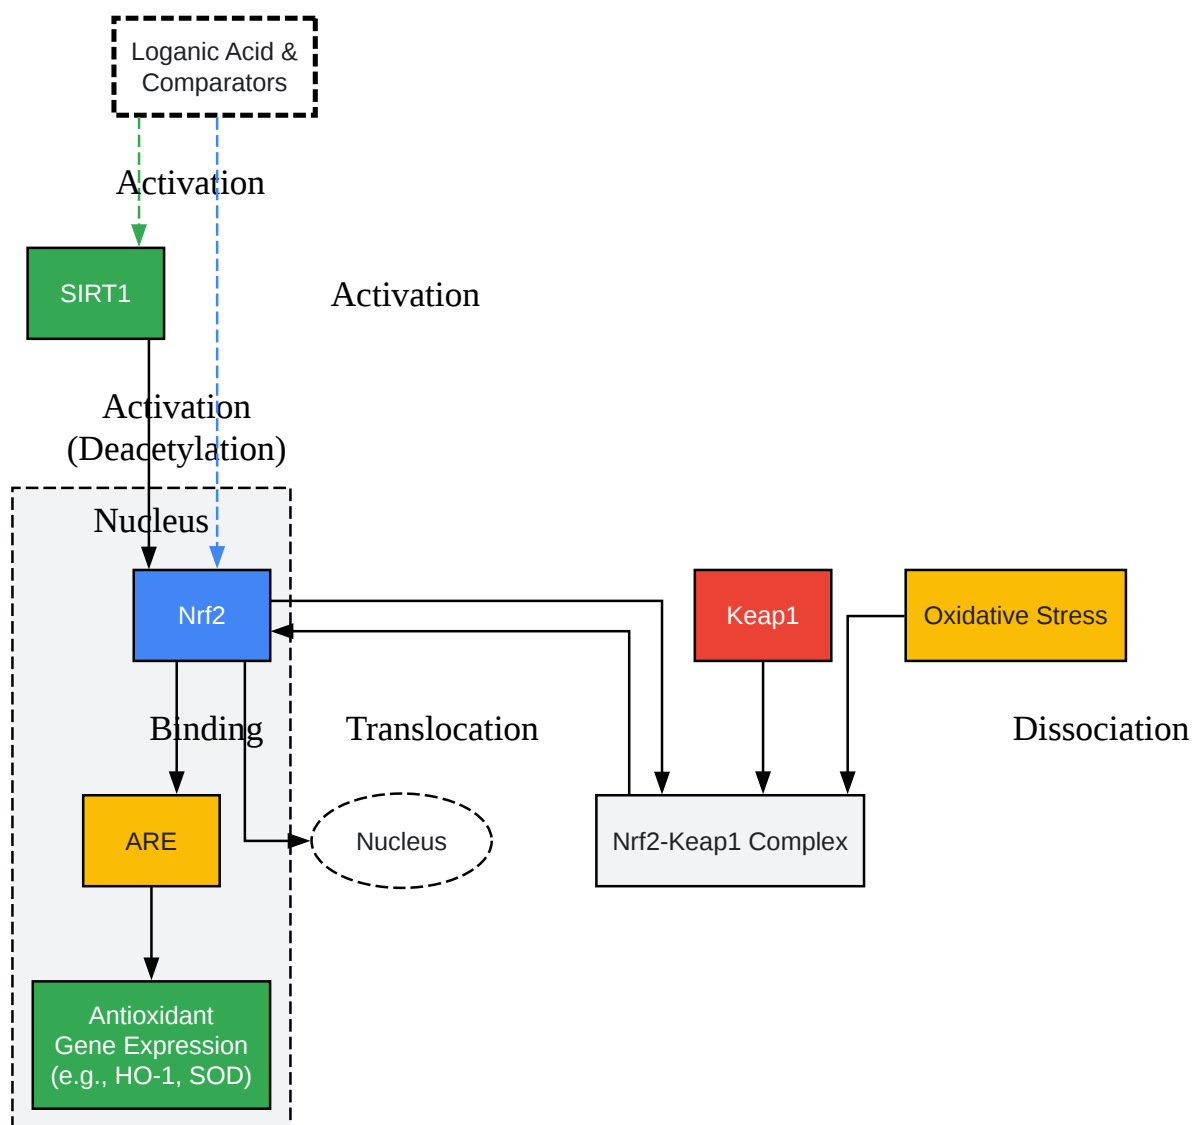 Loganic Acid &
Comparators
Activation
SIRT1
Activation
Activation
(Deacetylation)
Nucleus
Nrf2
Keap1
Oxidative Stress
Binding
Translocation
Dissociation
ARE
Nucleus
Nrf2-Keap1 Complex
Antioxidant
Gene Expression
(e.g., HO-1, SOD)